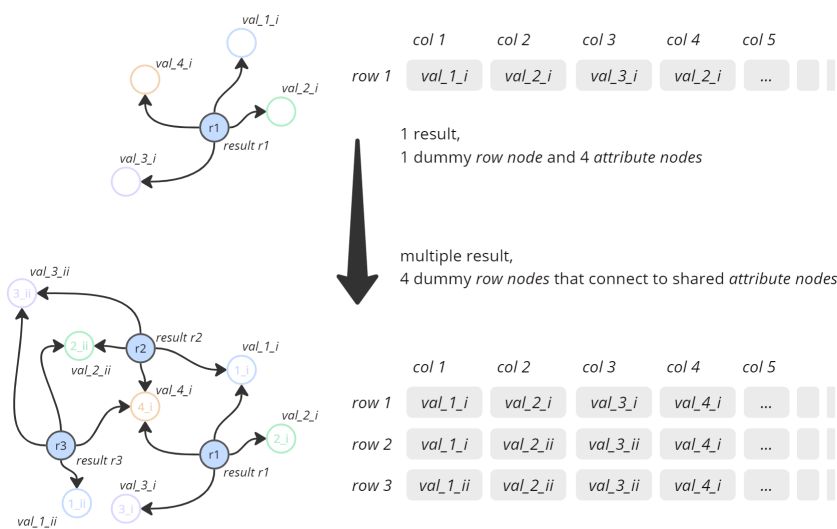 val_1_i
val_4_i
val_2_i
r1
result r1
val_3_i
col 1 col 2 col 3 col 4 col 5
row 1 val_1_i val_2_i val_3_i val_2_i ...
1 result,
1 dummy row node and 4 attribute nodes
multiple result,
4 dummy row nodes that connect to shared attribute nodes
val_3_ii
3_ii
result r2
r2
2_ii
val_2_ii
val_1_i
1_i
val_4_i
4_i
val_2_i
2_i
r3
result r3
r1
result r1
val_3_i
3_i
1_ii
val_1_ii
col 1 col 2 col 3 col 4 col 5
row 1 val_1_i val_2_i val_3_i val_4_i ...
row 2 val_1_i val_2_ii val_3_ii val_4_i ...
row 3 val_1_ii val_2_ii val_3_ii val_4_i ...